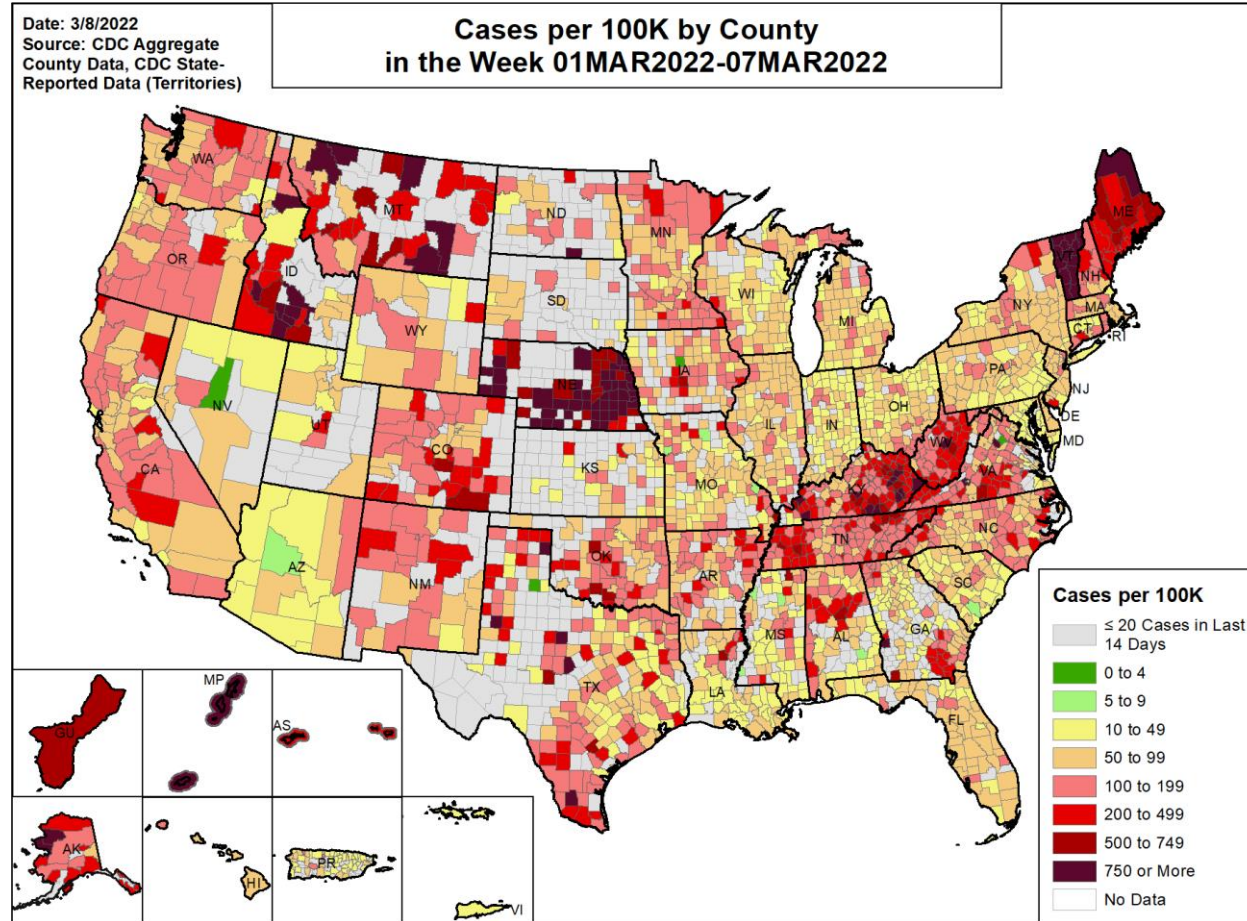 Date: 3/8/2022
Source: CDC Aggregate
County Data, CDC State-
Reported Data (Territories)
Cases per 100K by County
in the Week 01MAR2022-07MAR2022
WA
MT
ND
MN
ME
VT
NH
OR
ID
SD
WI
MI
NY
MA
CT
RI
WY
IA
PA
NJ
NE
NV
UT
CO
IL
IN
OH
DE
MD
CA
KS
MO
WV
VA
KY
NC
AZ
NM
OK
AR
TN
SC
MS
AL
GA
TX
LA
FL
GU
MP
AS
AK
HI
PR
VI
Cases per 100K
≤ 20 Cases in Last
14 Days
0 to 4
5 to 9
10 to 49
50 to 99
100 to 199
200 to 499
500 to 749
750 or More
No Data